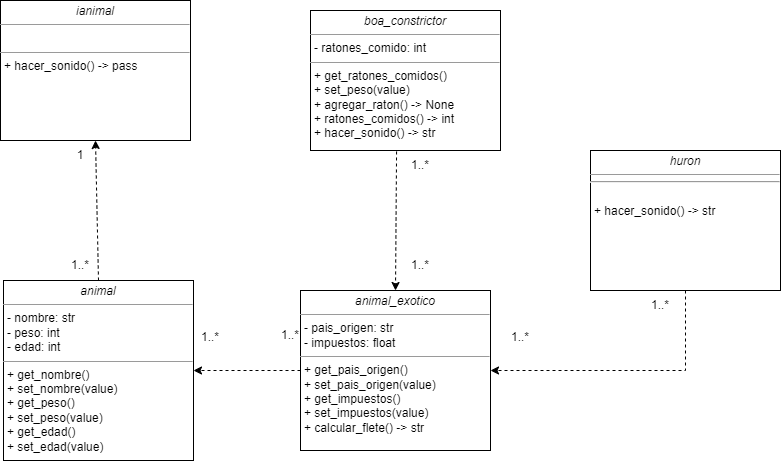 ianimal
+ hacer_sonido() -> pass
1
1..*
boa_constrictor
- ratones_comido: int
+ get_ratones_comidos()
+ set_peso(value)
+ agregar_raton() -> None
+ ratones_comidos() -> int
+ hacer_sonido() -> str
1..*
1..*
huron
+ hacer_sonido() -> str
1..*
animal
- nombre: str
- peso: int
- edad: int
+ get_nombre()
+ set_nombre(value)
+ get_peso()
+ set_peso(value)
+ get_edad()
+ set_edad(value)
1..*
1..*
animal_exotico
- pais_origen: str
- impuestos: float
+ get_pais_origen()
+ set_pais_origen(value)
+ get_impuestos()
+ set_impuestos(value)
+ calcular_flete() -> str
1..*